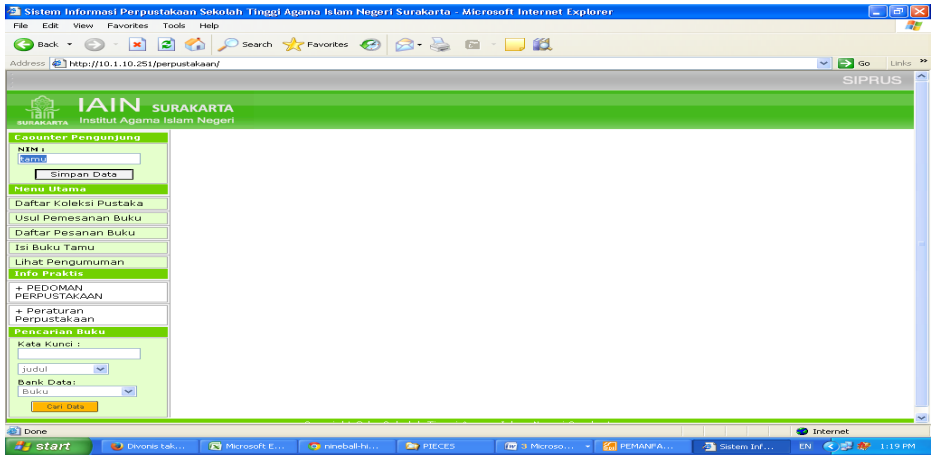 Sistem Informasi Perpustakaan Sekolah Tinggi Agama Islam Negeri Surakarta - Microsoft Internet Explorer
File Edit View Favorites Tools Help
Back Search Favorites
Address http://10.1.10.251/perpustakaan/ Go Links »
SIPRUS
iain SURAKARTA
IAIN SURAKARTA
Institut Agama Islam Negeri
Caounter Pengunjung
NIM :
tamu
Simpan Data
Menu Utama
Daftar Koleksi Pustaka
Usul Pemesanan Buku
Daftar Pesanan Buku
Isi Buku Tamu
Lihat Pengumuman
Info Praktis
+ PEDOMAN
PERPUSTAKAAN
+ Peraturan
Perpustakaan
Pencarian Buku
Kata Kunci :
judul
Bank Data:
Buku
Cari Data
Done Internet
start Divonis tak... Microsoft E... nineball-hi... PIECES 3 Microso... PEMANFA... Sistem Inf... EN 1:19 PM